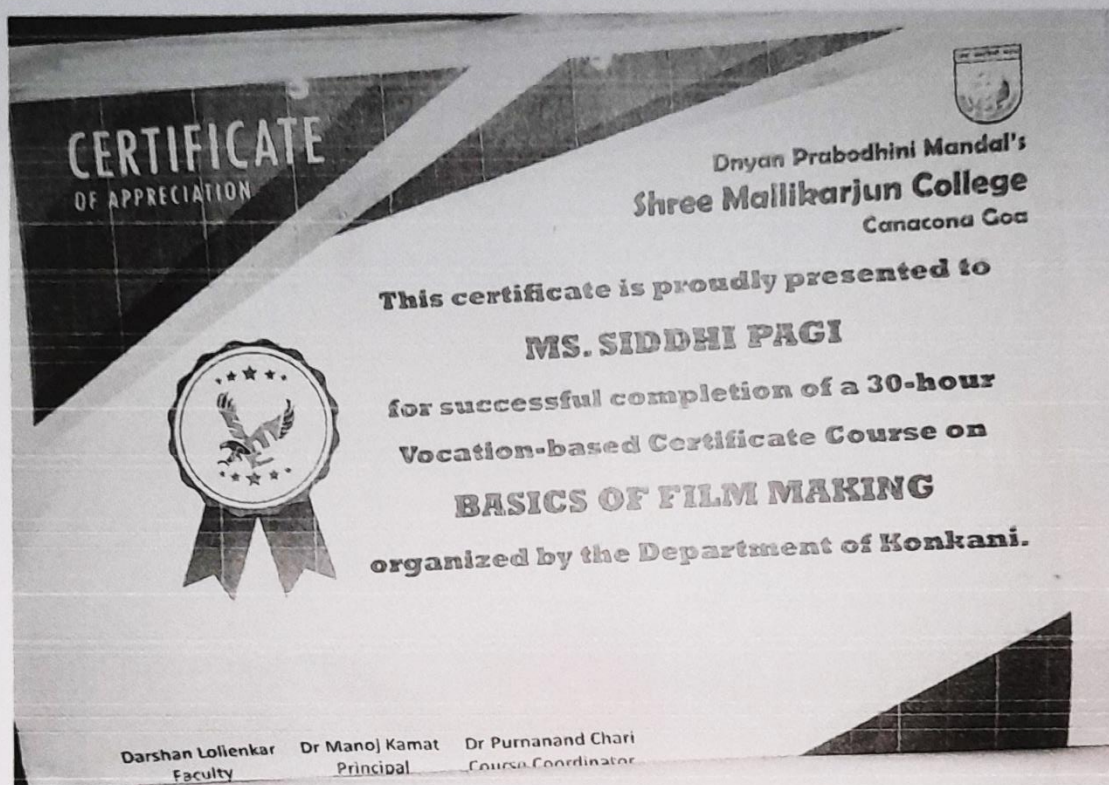 CERTIFICATE
OF APPRECIATION
Dnyan Prabodhini Mandal's
Shree Mallikarjun College
Canacona Goa
This certificate is proudly presented to
MS. SIDDHI PAGI
for successful completion of a 30-hour
Vocation-based Certificate Course on
BASICS OF FILM MAKING
organized by the Department of Konkani.
Darshan Lolienkar Dr Manoj Kamat Dr Purnanand Chari
Faculty Principal Course Coordinator